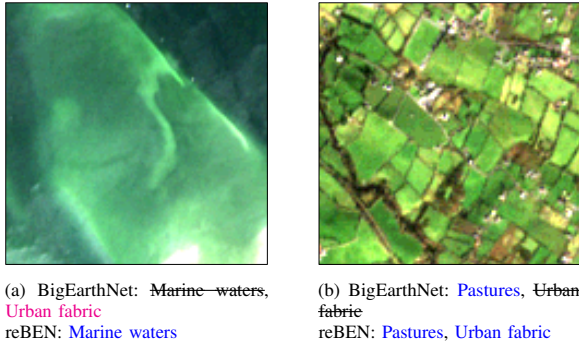 (a) BigEarthNet: Marine waters,
Urban fabric
reBEN: Marine waters
(b) BigEarthNet: Pastures, Urban
fabric
reBEN: Pastures, Urban fabric